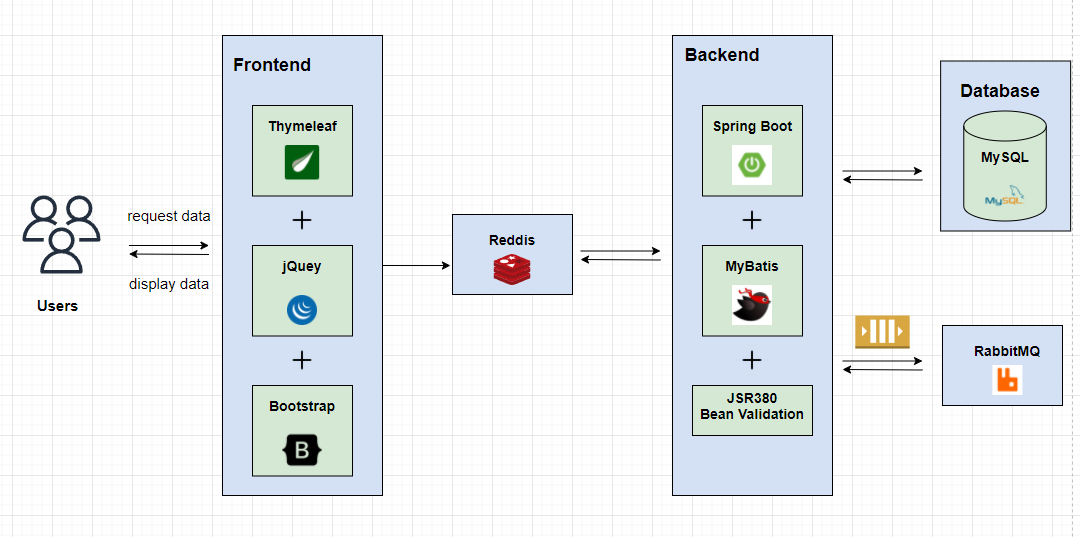 Frontend
Thymeleaf
jQuey
Bootstrap
B
request data
display data
Users
Reddis
Backend
Spring Boot
MyBatis
JSR380
Bean Validation
Database
MySQL
MySQL
RabbitMQ